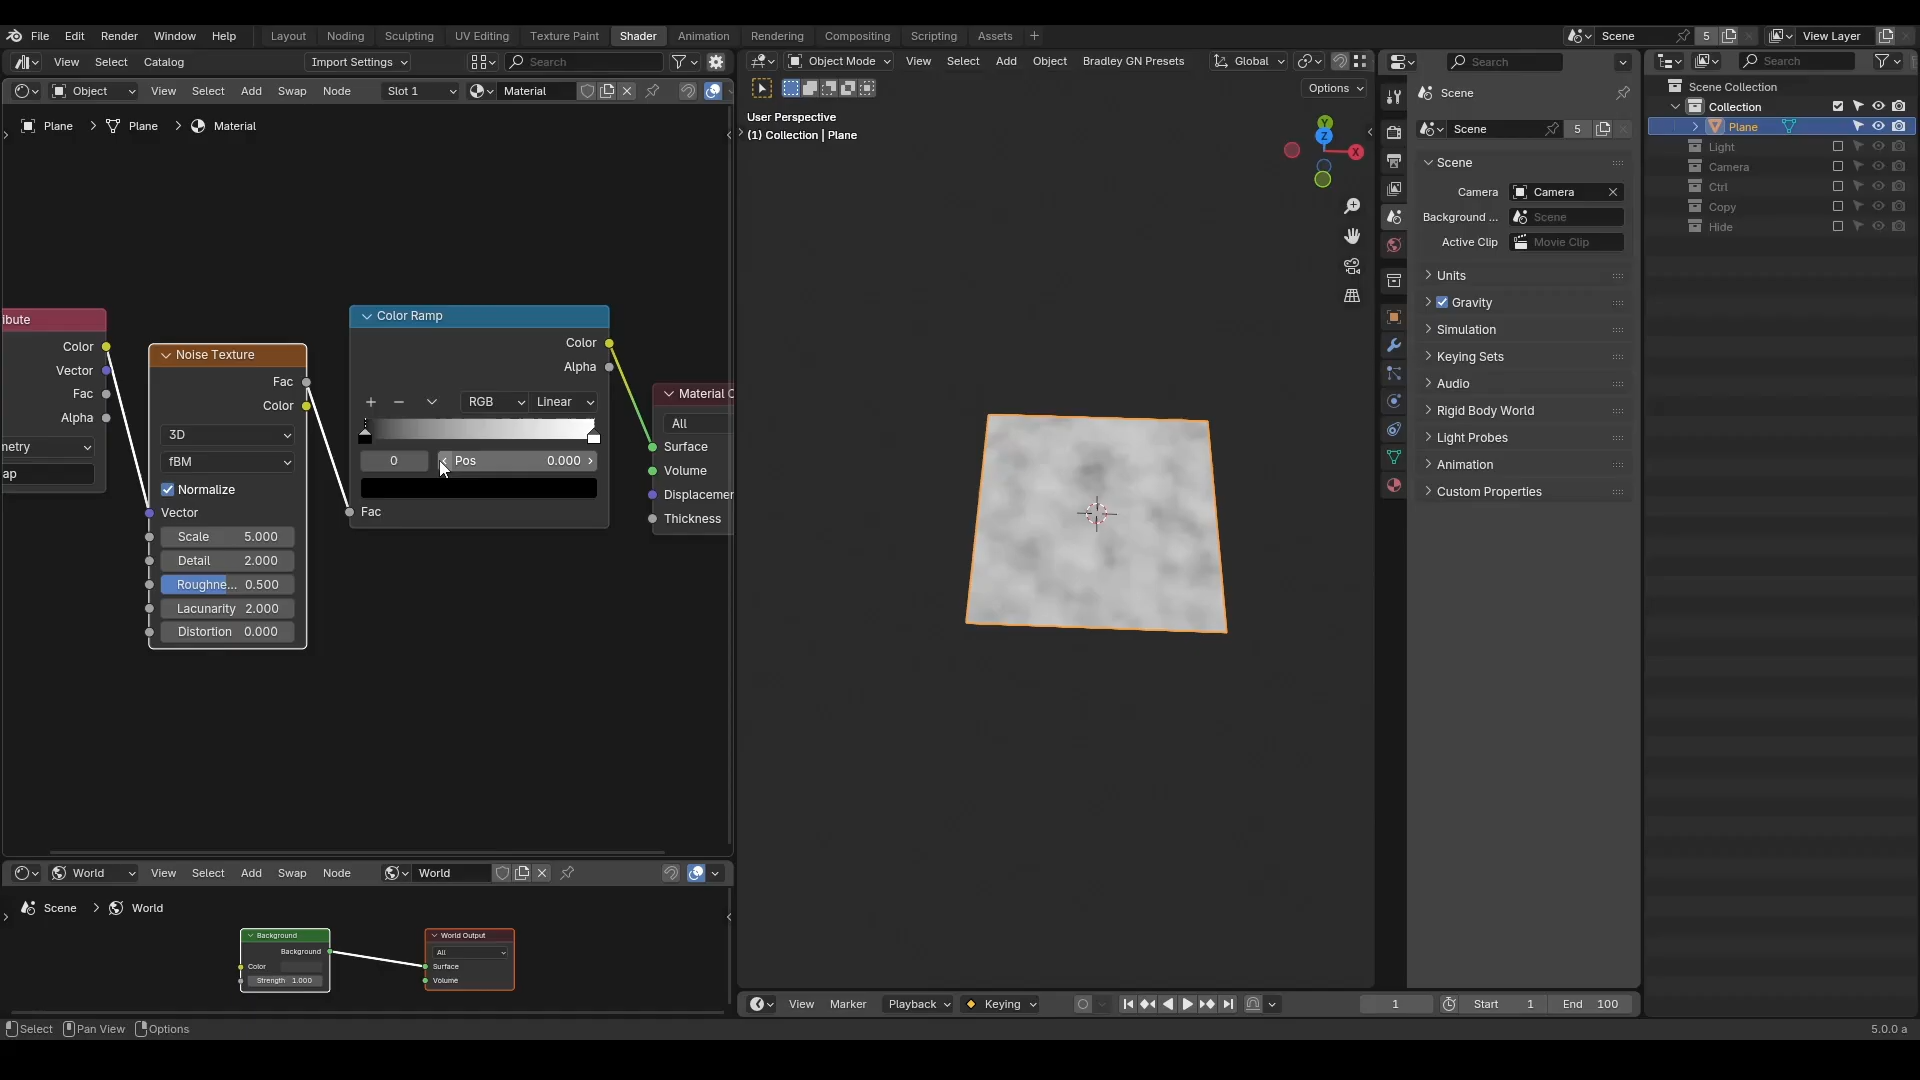 File Edit Render Window Help Layout Noding Sculpting UV Editing Texture Paint Shader Animation Rendering Compositing Scripting Assets + Scene 5 View Layer
View Select Catalog Import Settings Search
Object View Select Add Swap Node Slot 1 Material
Plane > Plane > Material
Object Mode View Select Add Object Bradley GN Presets Global
Options
User Perspective
(1) Collection | Plane
Y
Z
X
ibute
Color
Vector
Fac
Alpha
metry
ap
Noise Texture
Fac
Color
3D
fBM
Normalize
Vector
Scale 5.000
Detail 2.000
Roughne... 0.500
Lacunarity 2.000
Distortion 0.000
Color Ramp
Color
Alpha
RGB Linear
0 Pos 0.000
Fac
Material O
All
Surface
Volume
Displacemen
Thickness
Search
Scene
Scene 5
Scene
Camera Camera
Background ... Scene
Active Clip Movie Clip
Units
Gravity
Simulation
Keying Sets
Audio
Rigid Body World
Light Probes
Animation
Custom Properties
Search
Scene Collection
Collection
Plane
Light
Camera
Ctrl
Copy
Hide
World View Select Add Swap Node World
Scene > World
Background
Background
Color
Strength 1.000
World Output
All
Surface
Volume
View Marker Playback Keying 1 Start 1 End 100
Select Pan View Options 5.0.0 a